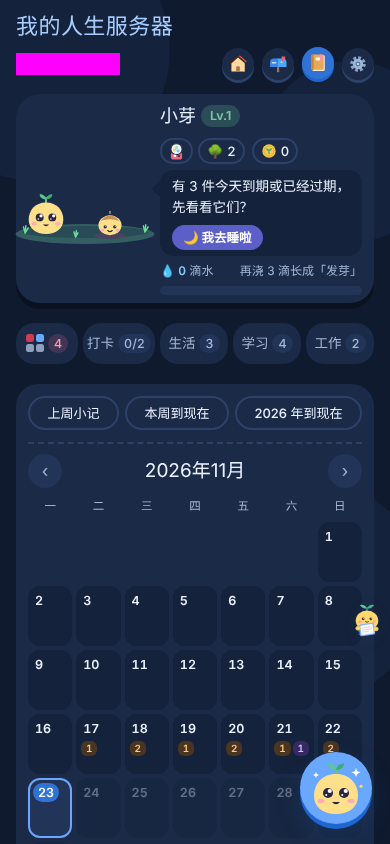 我的人生服务器
小芽 Lv.1
2 0
有 3 件今天到期或已经过期，
先看看它们？
我去睡啦
0 滴水 再浇 3 滴长成「发芽」
4 打卡 0/2 生活 3 学习 4 工作 2
上周小记 本周到现在 2026 年到现在
‹ 2026年11月 ›
一 二 三 四 五 六 日
1
2 3 4 5 6 7 8
9 10 11 12 13 14 15
16 17 18 19 20 21 22
1 2 1 2 1 1 2
23 24 25 26 27 28